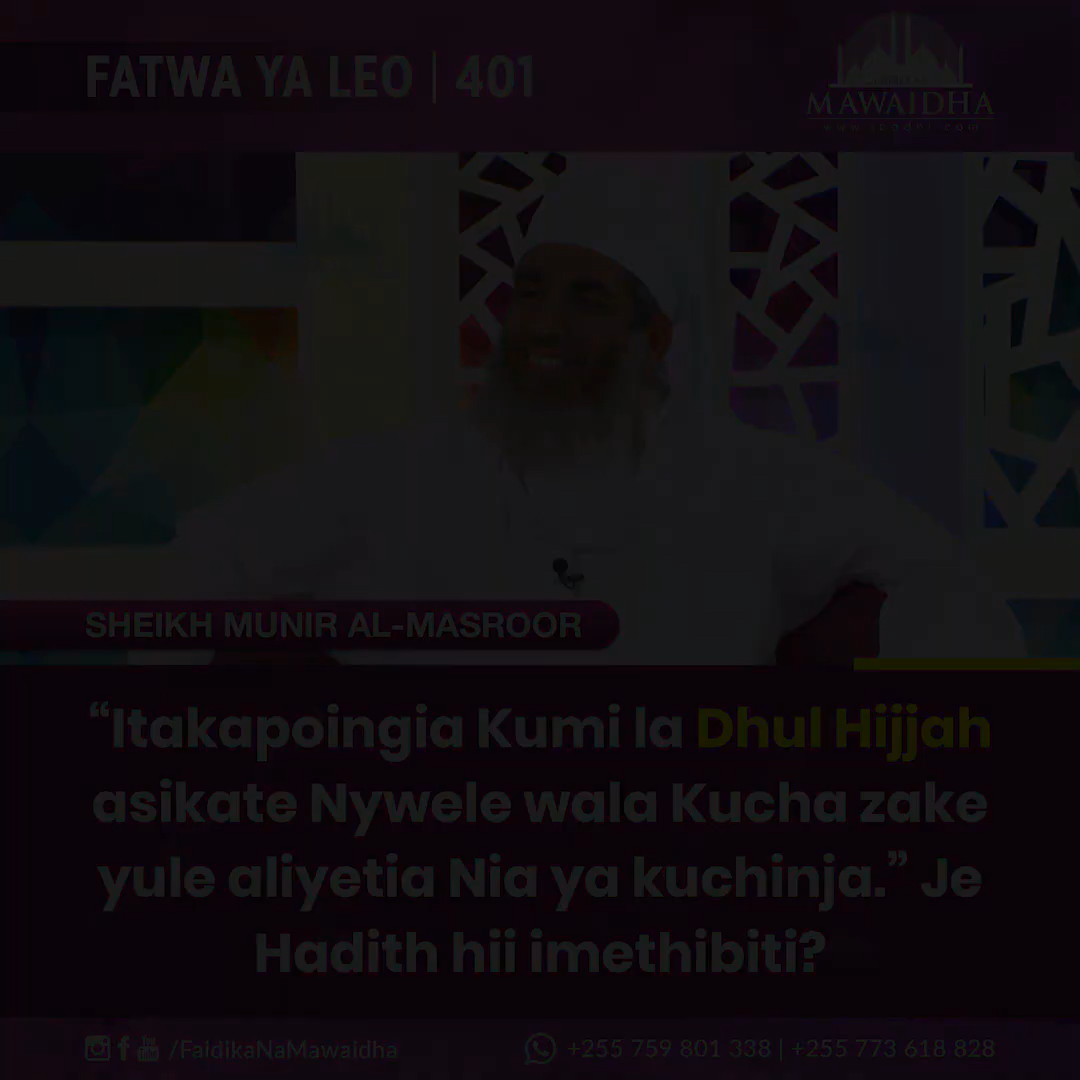 FATWA YA LEO | 401
MAWAIDHA
SHEIKH MUNIR AL-MASROOR
“Itakapoingia Kumi la Dhul Hijjah
asikate Nywele wala Kucha zake
yule aliyetia Nia ya kuchinja.” Je
Hadith hii imethibiti?
/FaidikaNaMawaidha
+255 759 801 338 | +255 773 618 828